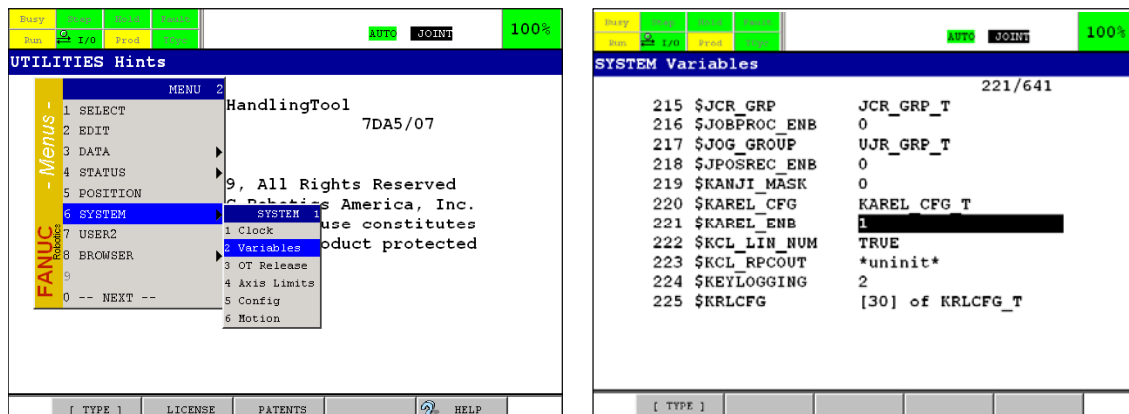 Busy Step Hold Fault
Run I/O Prod TCyc
AUTO JOINT 100%
UTILITIES Hints
MENU 2
1 SELECT
2 EDIT
3 DATA
4 STATUS
5 POSITION
6 SYSTEM
7 USER2
8 BROWSER
9
0 -- NEXT --
- Menus -
FANUC
Robotics
HandlingTool
7DA5/07
9, All Rights Reserved
C Robotics America, Inc.
use constitutes
oduct protected
SYSTEM 1
1 Clock
2 Variables
3 OT Release
4 Axis Limits
5 Config
6 Motion
[ TYPE ] LICENSE PATENTS HELP
Busy Step Hold Fault
Run I/O Prod TCyc
AUTO JOINT 100%
SYSTEM Variables
221/641
215 $JCR_GRP JCR_GRP_T
216 $JOBPROC_ENB 0
217 $JOG_GROUP UJR_GRP_T
218 $JPOSREC_ENB 0
219 $KANJI_MASK 0
220 $KAREL_CFG KAREL_CFG_T
221 $KAREL_ENB 1
222 $KCL_LIN_NUM TRUE
223 $KCL_RPCOUT *uninit*
224 $KEYLOGGING 2
225 $KRLCFG [30] of KRLCFG_T
[ TYPE ]